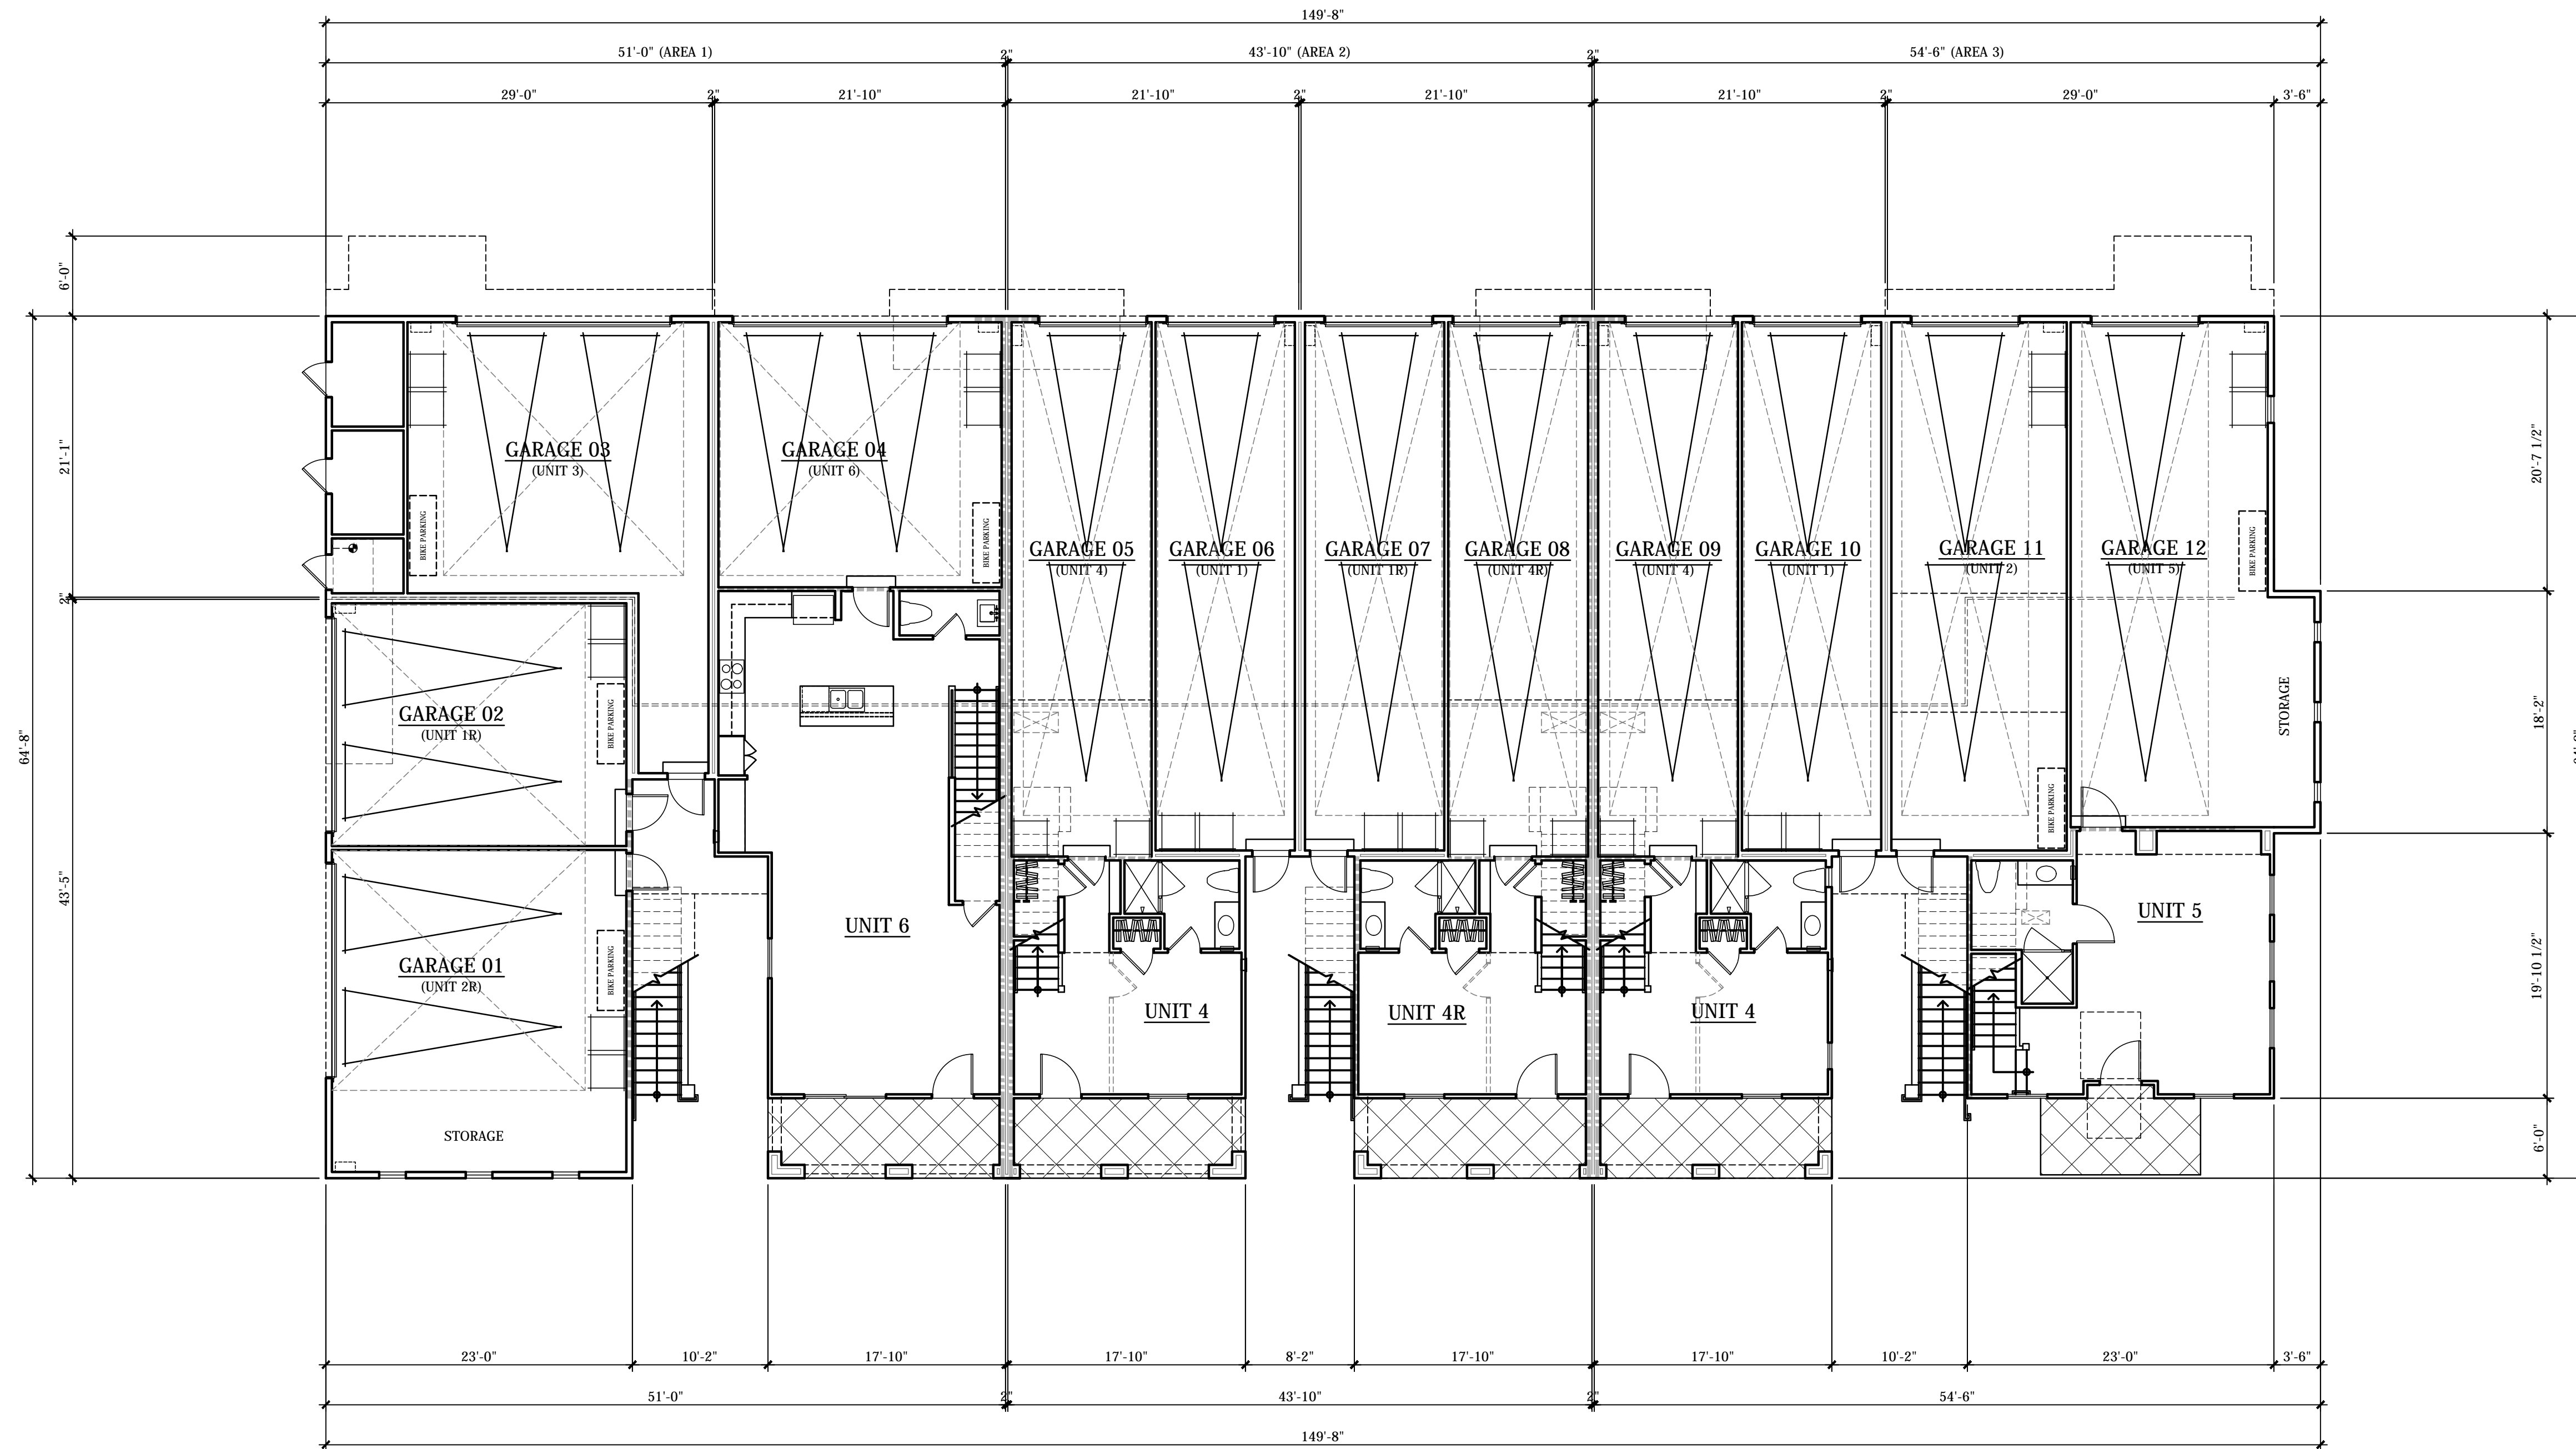 149'-8"
51'-0" (AREA 1)
2"
43'-10" (AREA 2)
2"
54'-6" (AREA 3)
29'-0"
2"
21'-10"
21'-10"
2"
21'-10"
21'-10"
2"
29'-0"
3'-6"
6'-0"
21'-1"
2"
43'-5"
64'-8"
GARAGE 03
(UNIT 3)
BIKE PARKING
GARAGE 04
(UNIT 6)
BIKE PARKING
GARAGE 05
(UNIT 4)
GARAGE 06
(UNIT 1)
GARAGE 07
(UNIT 1R)
GARAGE 08
(UNIT 4R)
GARAGE 09
(UNIT 4)
GARAGE 10
(UNIT 1)
GARAGE 11
(UNIT 2)
BIKE PARKING
GARAGE 12
(UNIT 5)
BIKE PARKING
STORAGE
20'-7 1/2"
18'-2"
19'-10 1/2"
6'-0"
GARAGE 02
(UNIT 1R)
BIKE PARKING
GARAGE 01
(UNIT 2R)
BIKE PARKING
STORAGE
UNIT 6
UNIT 4
UNIT 4R
UNIT 4
UNIT 5
23'-0"
10'-2"
17'-10"
17'-10"
8'-2"
17'-10"
17'-10"
10'-2"
23'-0"
3'-6"
51'-0"
2"
43'-10"
2"
54'-6"
149'-8"